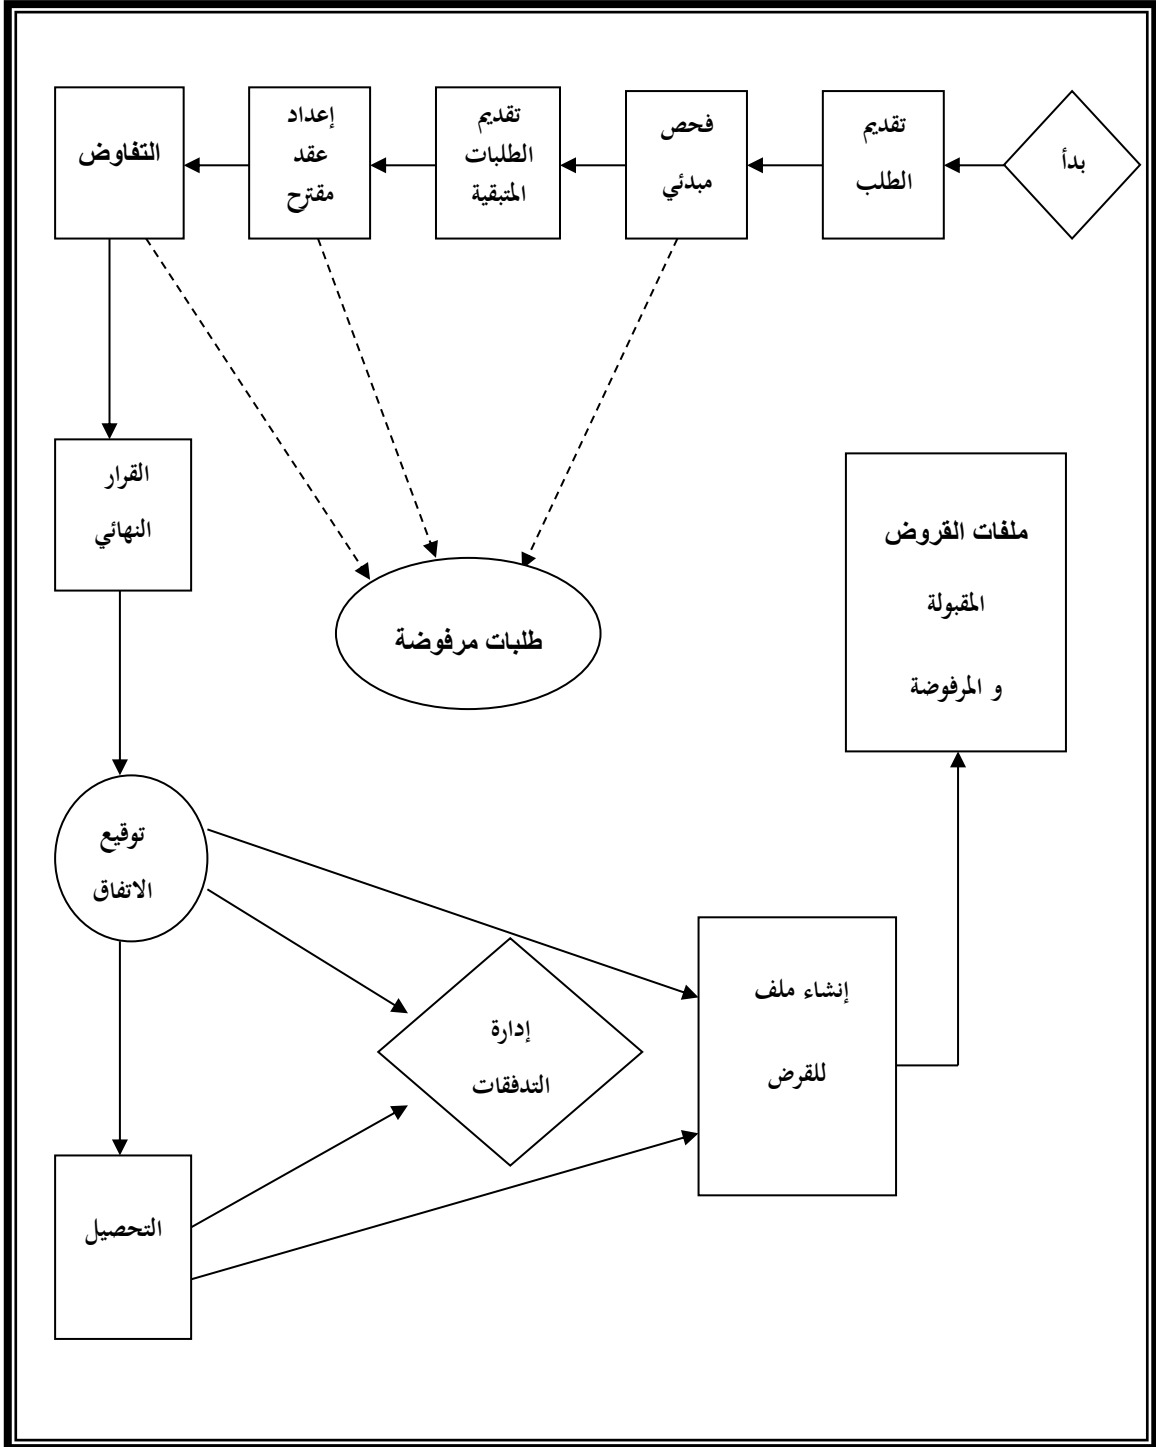 بدأ
تقديم
الطلب
فحص
مبدئي
تقديم
الطلبات
المتبقية
إعداد
عقد
مقترح
التفاوض
القرار
النهائي
طلبات مرفوضة
ملفات القروض
المقبولة
و المرفوضة
توقيع
الاتفاق
إدارة
التدفقات
إنشاء ملف
للقرض
التحصيل